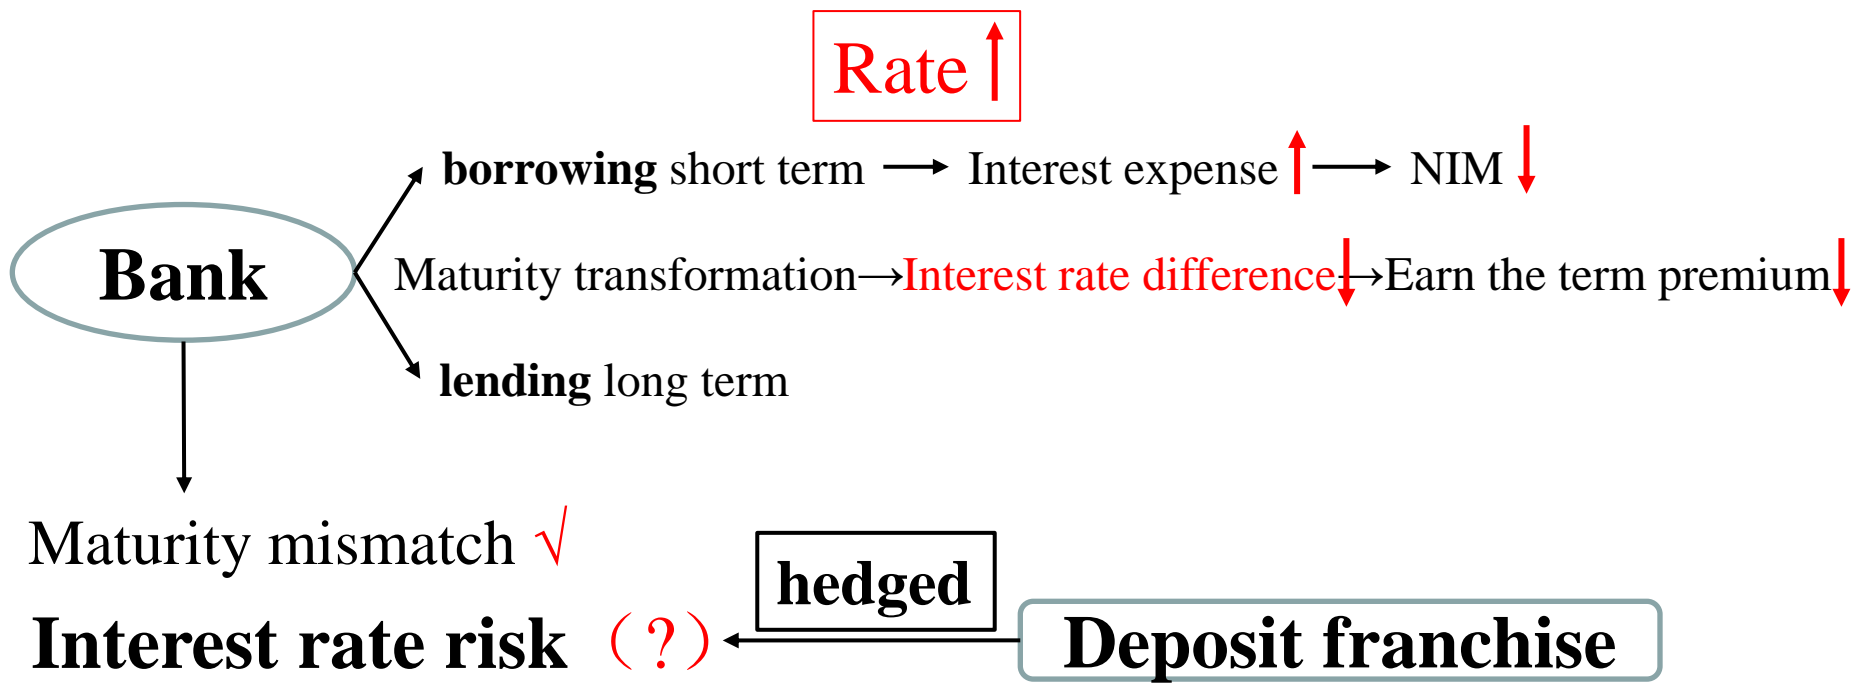 Rate ↑
borrowing short term → Interest expense ↑ → NIM ↓
Bank
Maturity transformation→Interest rate difference↓→Earn the term premium↓
lending long term
Maturity mismatch √
hedged
Interest rate risk（?）
Deposit franchise